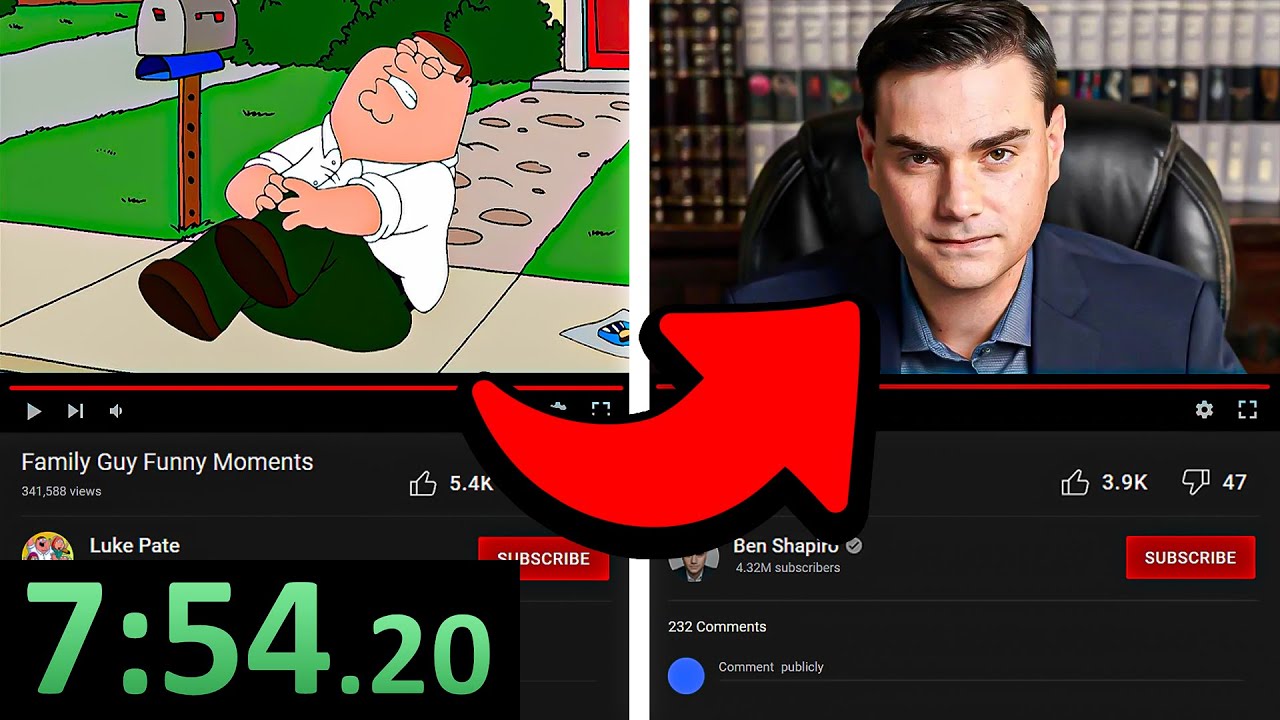 Family Guy Funny Moments
341,588 views
5.4K
Luke Pate
SUBSCRIBE
7:54.20
3.9K
47
Ben Shapiro
4.32M subscribers
SUBSCRIBE
232 Comments
Comment publicly